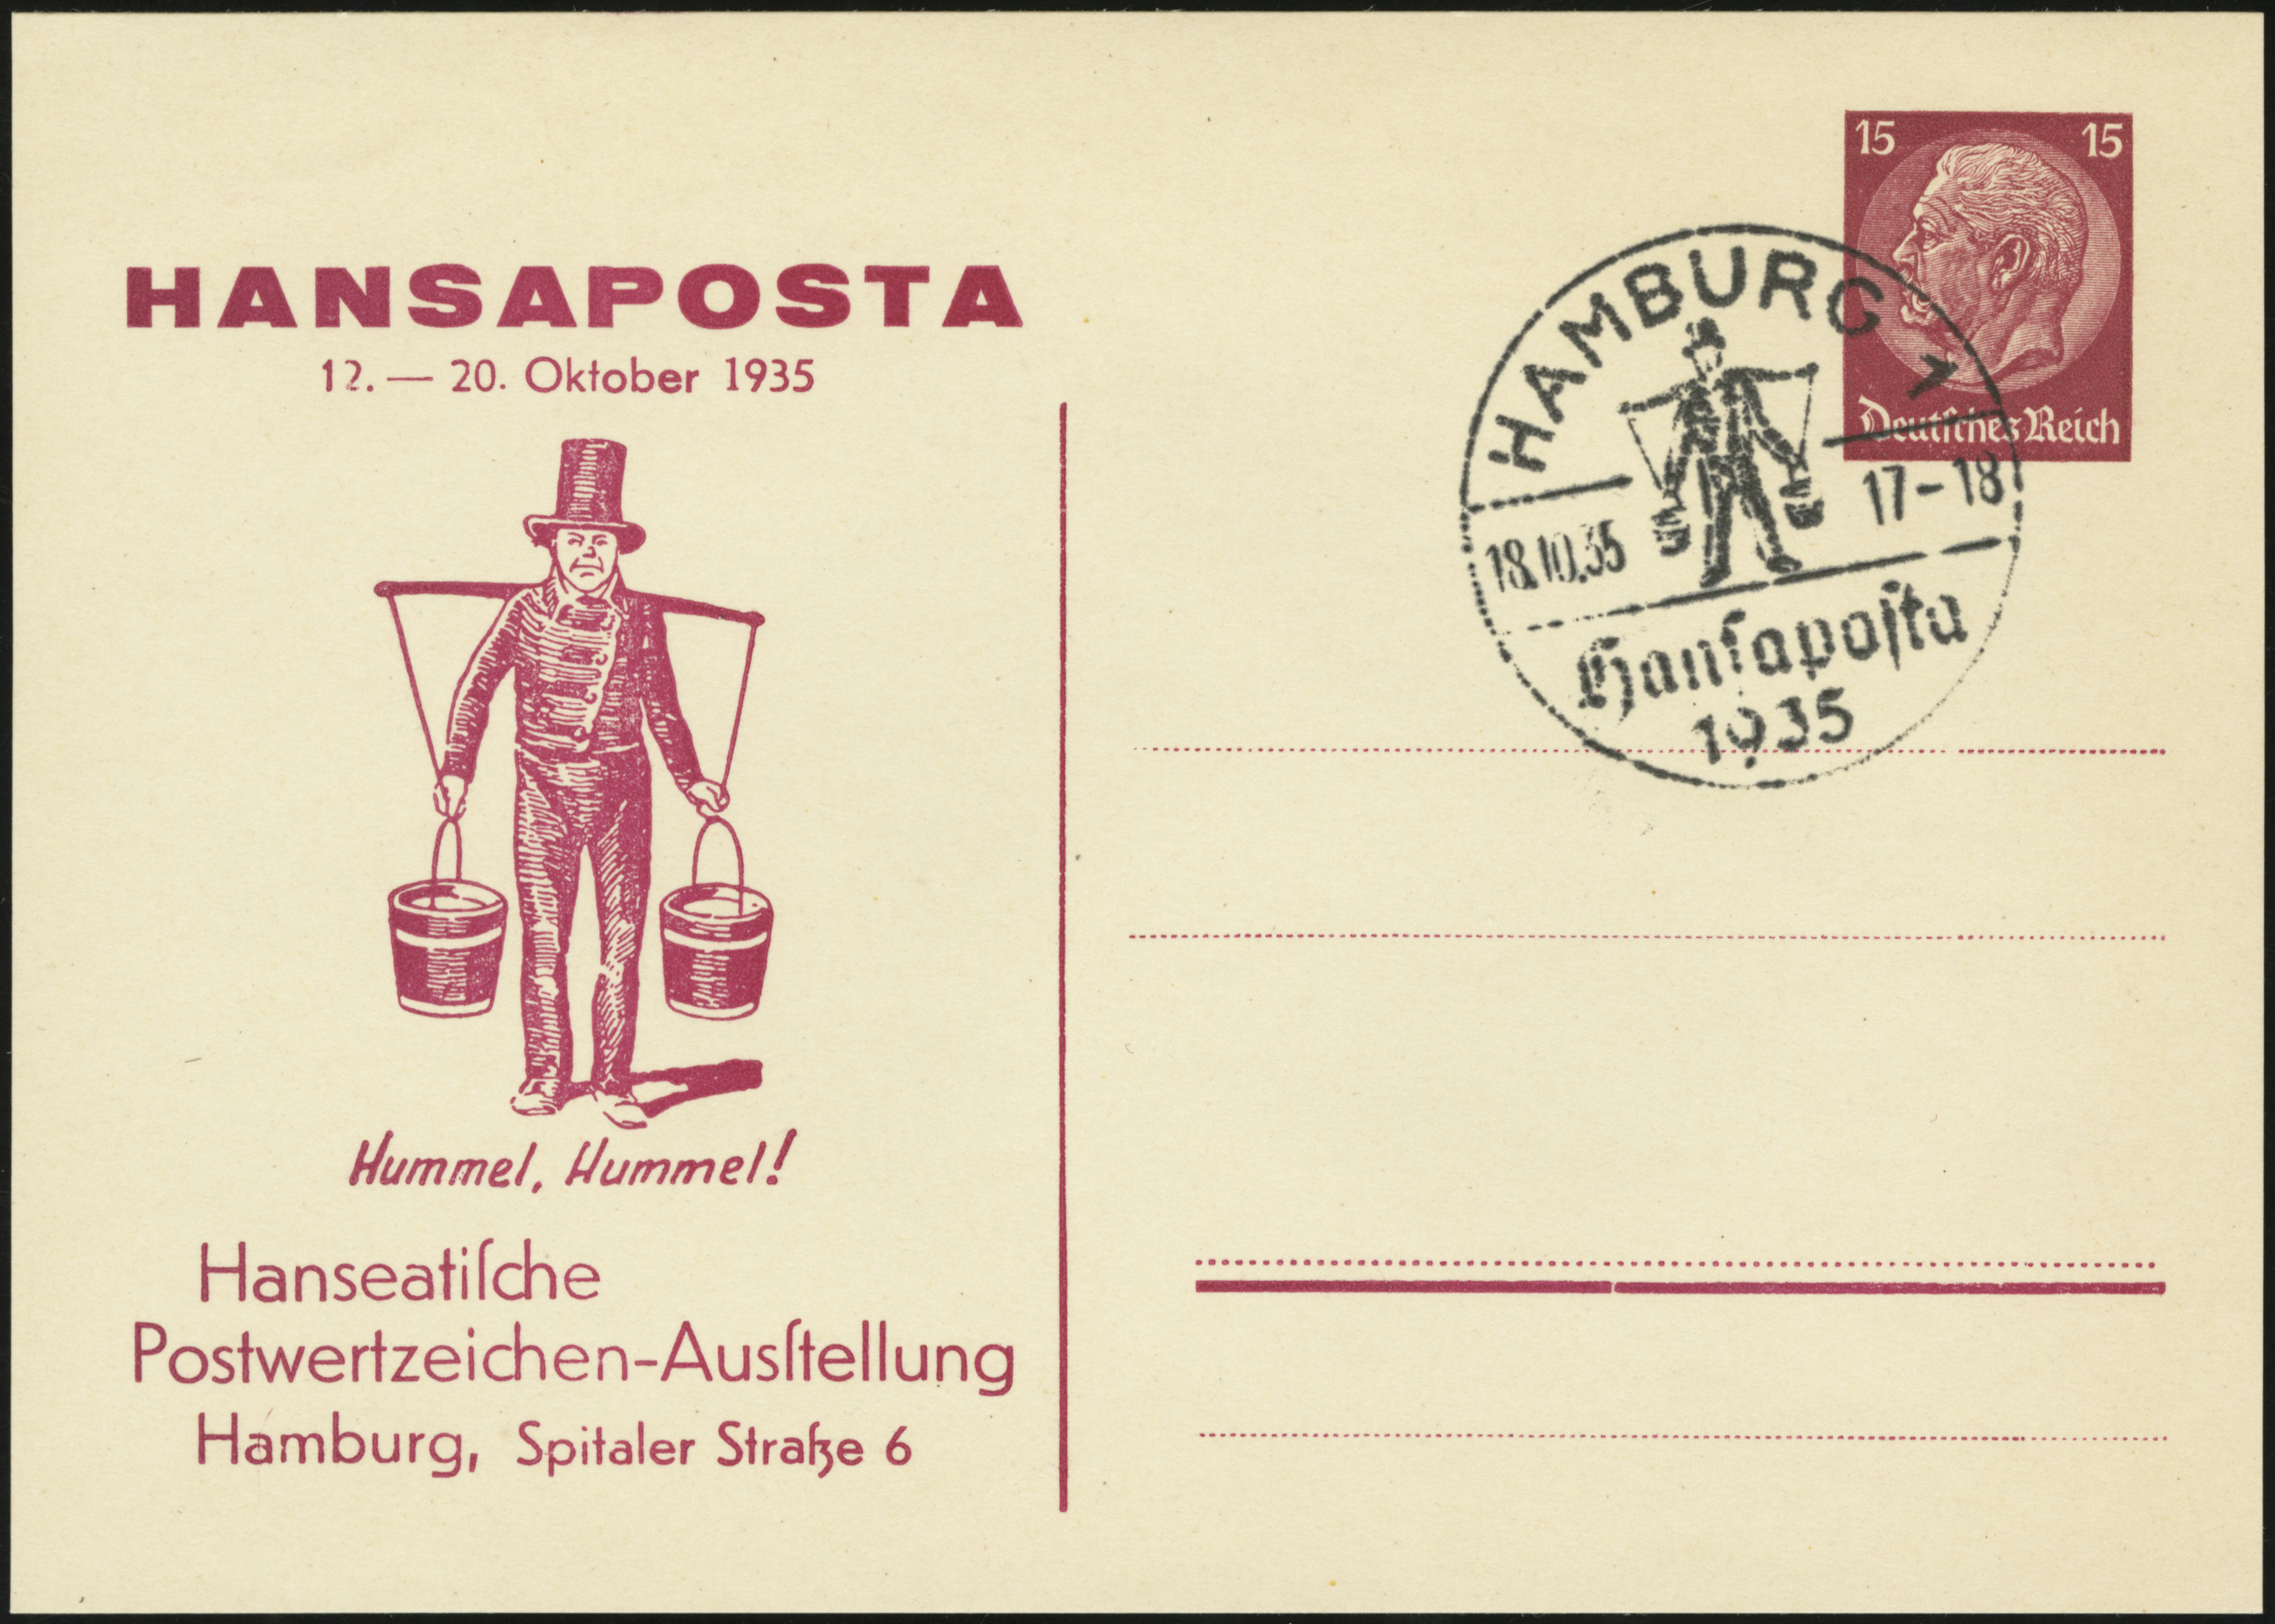 HANSAPOSTA
12. — 20. Oktober 1935
Hummel, Hummel!
Hanseatiſche
Postwertzeichen-Ausſtellung
Hamburg, Spitaler Straße 6
15 15
Deutſches Reich
HAMBURG 1
18.10.35 17-18
Hanſapoſta
1935